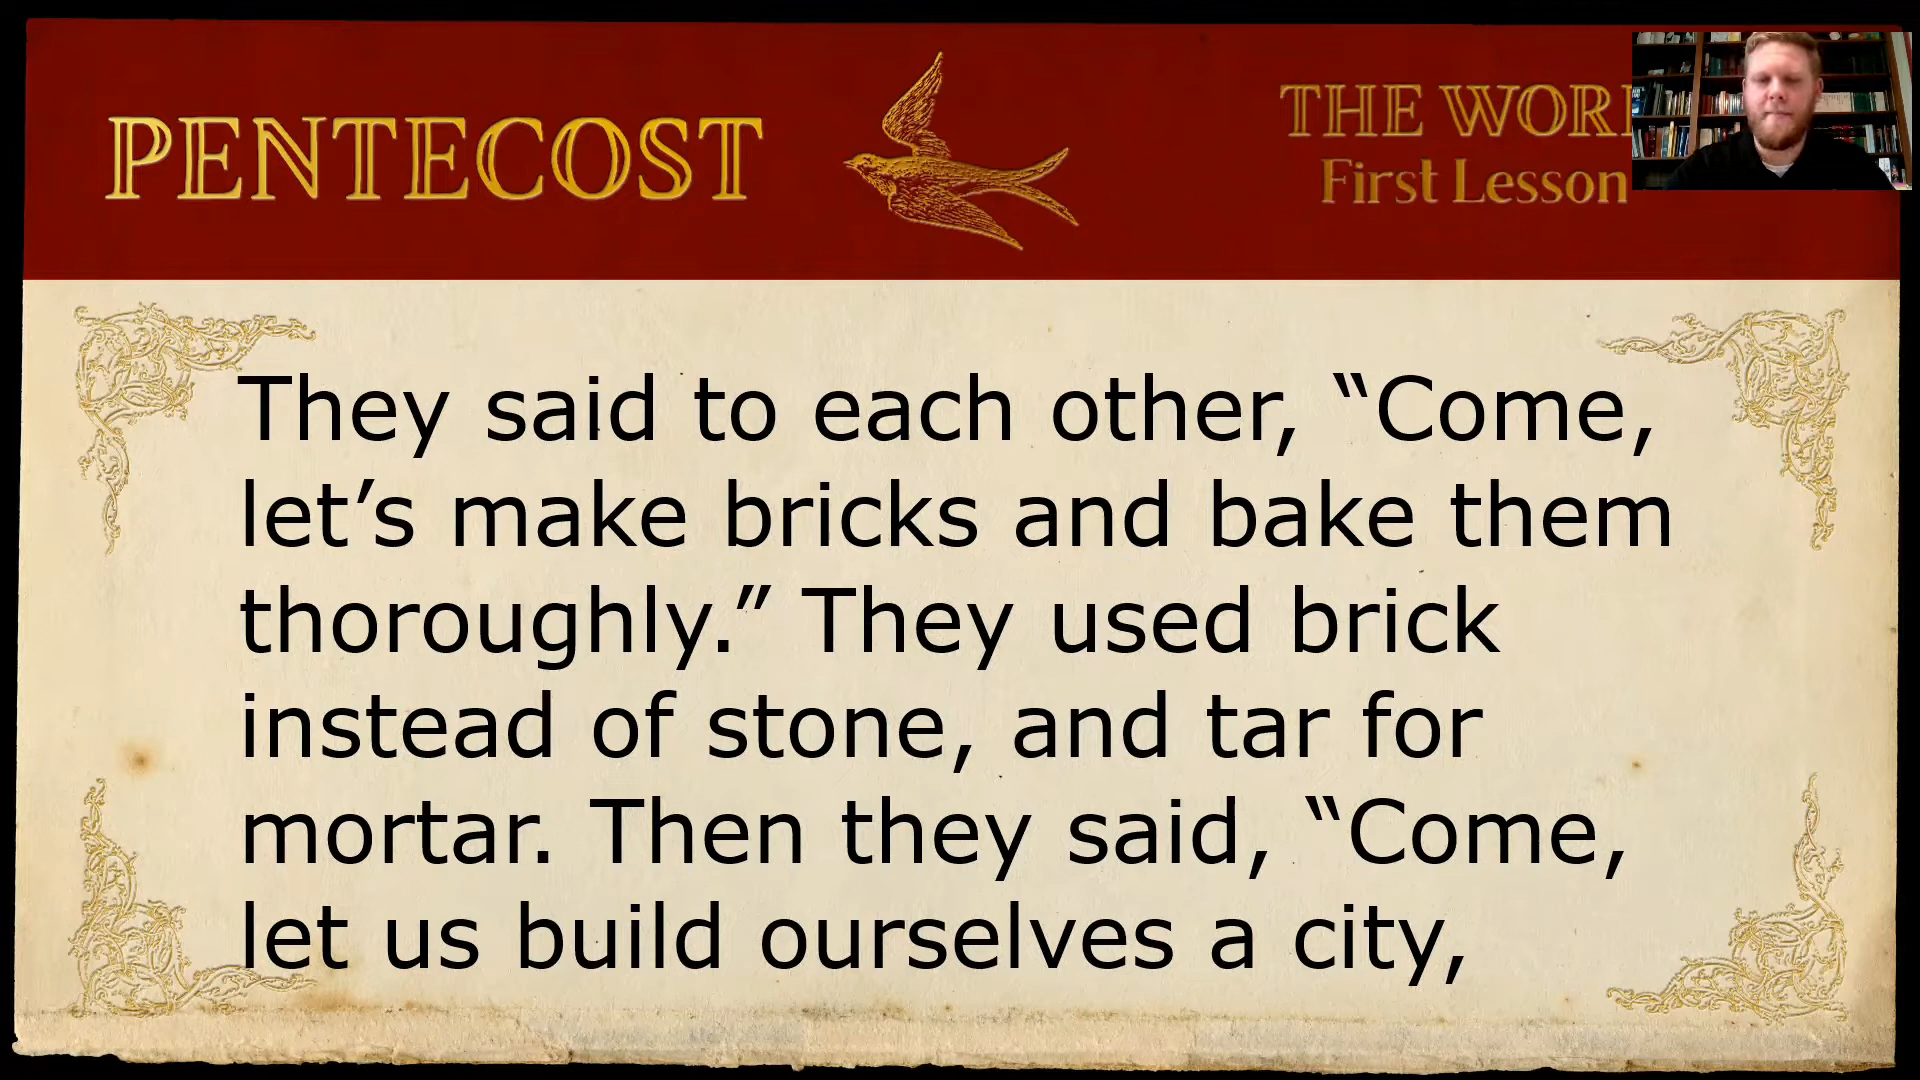 PENTECOST
THE WOR
First Lesson
They said to each other, “Come,
let’s make bricks and bake them
thoroughly.” They used brick
instead of stone, and tar for
mortar. Then they said, “Come,
let us build ourselves a city,